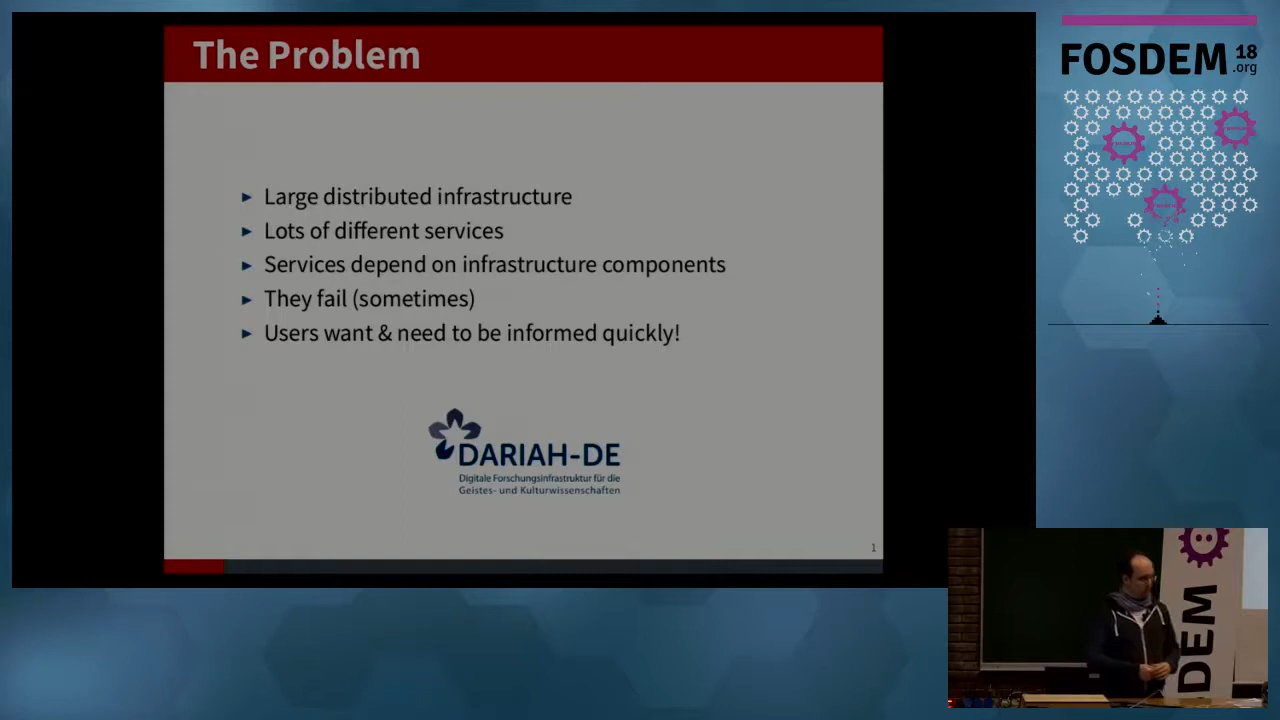 The Problem
► Large distributed infrastructure
► Lots of different services
► Services depend on infrastructure components
► They fail (sometimes)
► Users want & need to be informed quickly!
DARIAH-DE
Digitale Forschungsinfrastruktur für die
Geistes- und Kulturwissenschaften
1
FOSDEM 18
.org
DEM